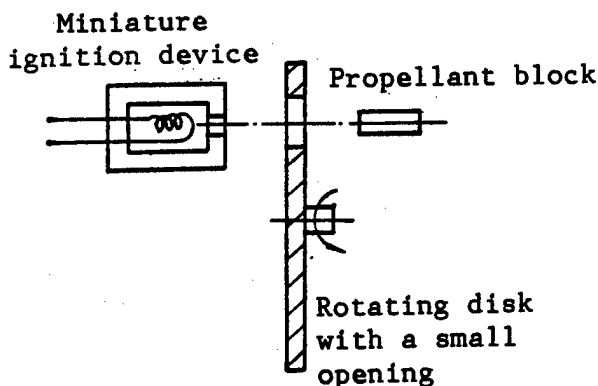 Miniature
ignition device
Propellant block
Rotating disk
with a small
opening